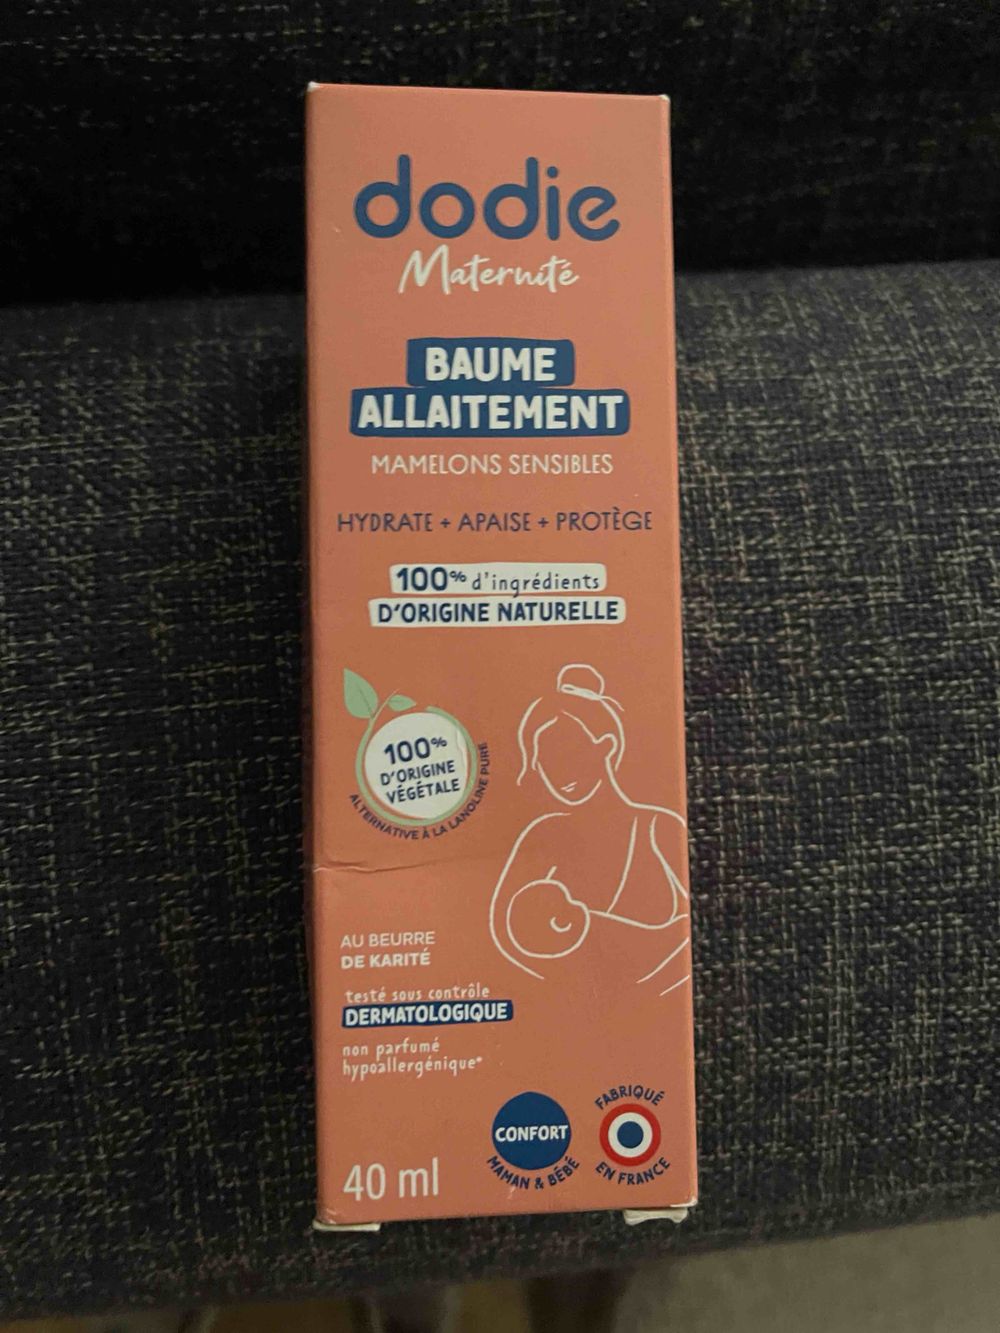 dodie
Maternité
BAUME
ALLAITEMENT
MAMELONS SENSIBLES
HYDRATE + APAISE + PROTÈGE
100% d'ingrédients
D'ORIGINE NATURELLE
100%
D'ORIGINE
VÉGÉTALE
ALTERNATIVE À LA LANOLINE PURE
AU BEURRE
DE KARITÉ
testé sous contrôle
DERMATOLOGIQUE
non parfumé
hypoallergénique*
CONFORT
MAMAN & BÉBÉ
FABRIQUÉ
EN FRANCE
40 ml